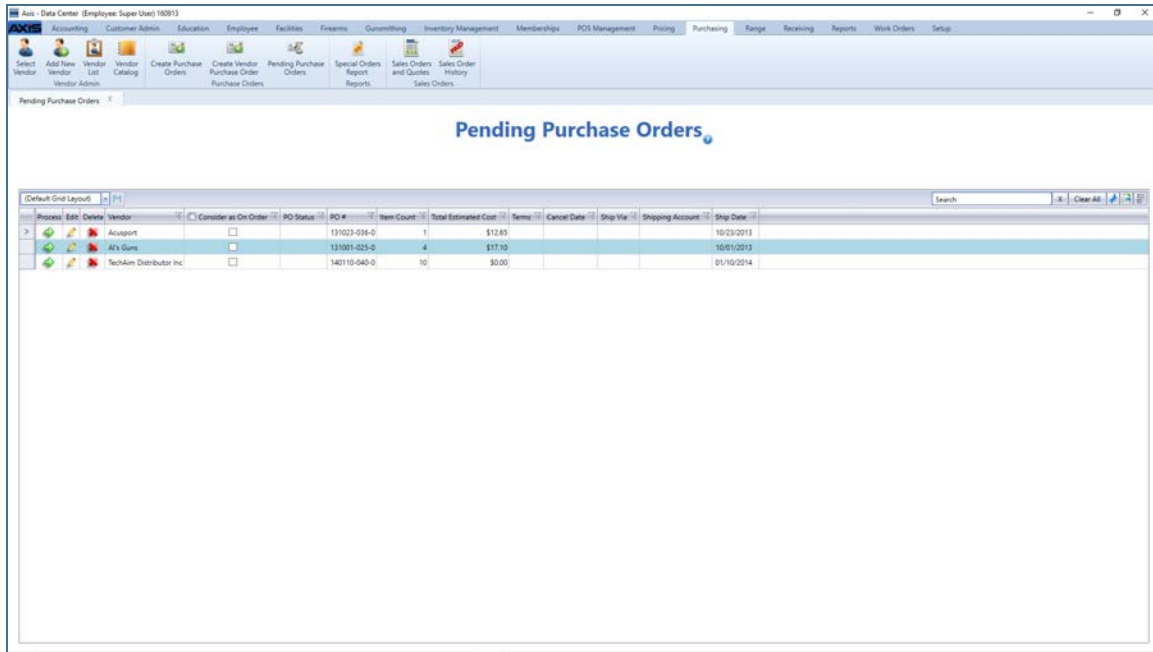 Axis - Data Center (Employee: Super User) 160913
AXIS Accounting Customer Admin Education Employee Facilities Firearms Gunsmithing Inventory Management Memberships POS Management Pricing Purchasing Range Receiving Reports Work Orders Setup
Select Vendor Add New Vendor Vendor List Vendor Catalog Create Purchase Orders Create Vendor Purchase Order Pending Purchase Orders Special Orders Report Sales Orders and Quotes Sales Order History
Vendor Admin Purchase Orders Reports Sales Orders
Pending Purchase Orders X
Pending Purchase Orders
(Default Grid Layout) Search X Clear All
Process Edit Delete Vendor Consider as On Order PO Status PO # Item Count Total Estimated Cost Terms Cancel Date Ship Via Shipping Account Ship Date
> Acusport 131023-036-0 1 $12.65 10/23/2013
Al's Guns 131001-025-0 4 $17.10 10/01/2013
TechAim Distributor Inc 140110-040-0 10 $0.00 01/10/2014